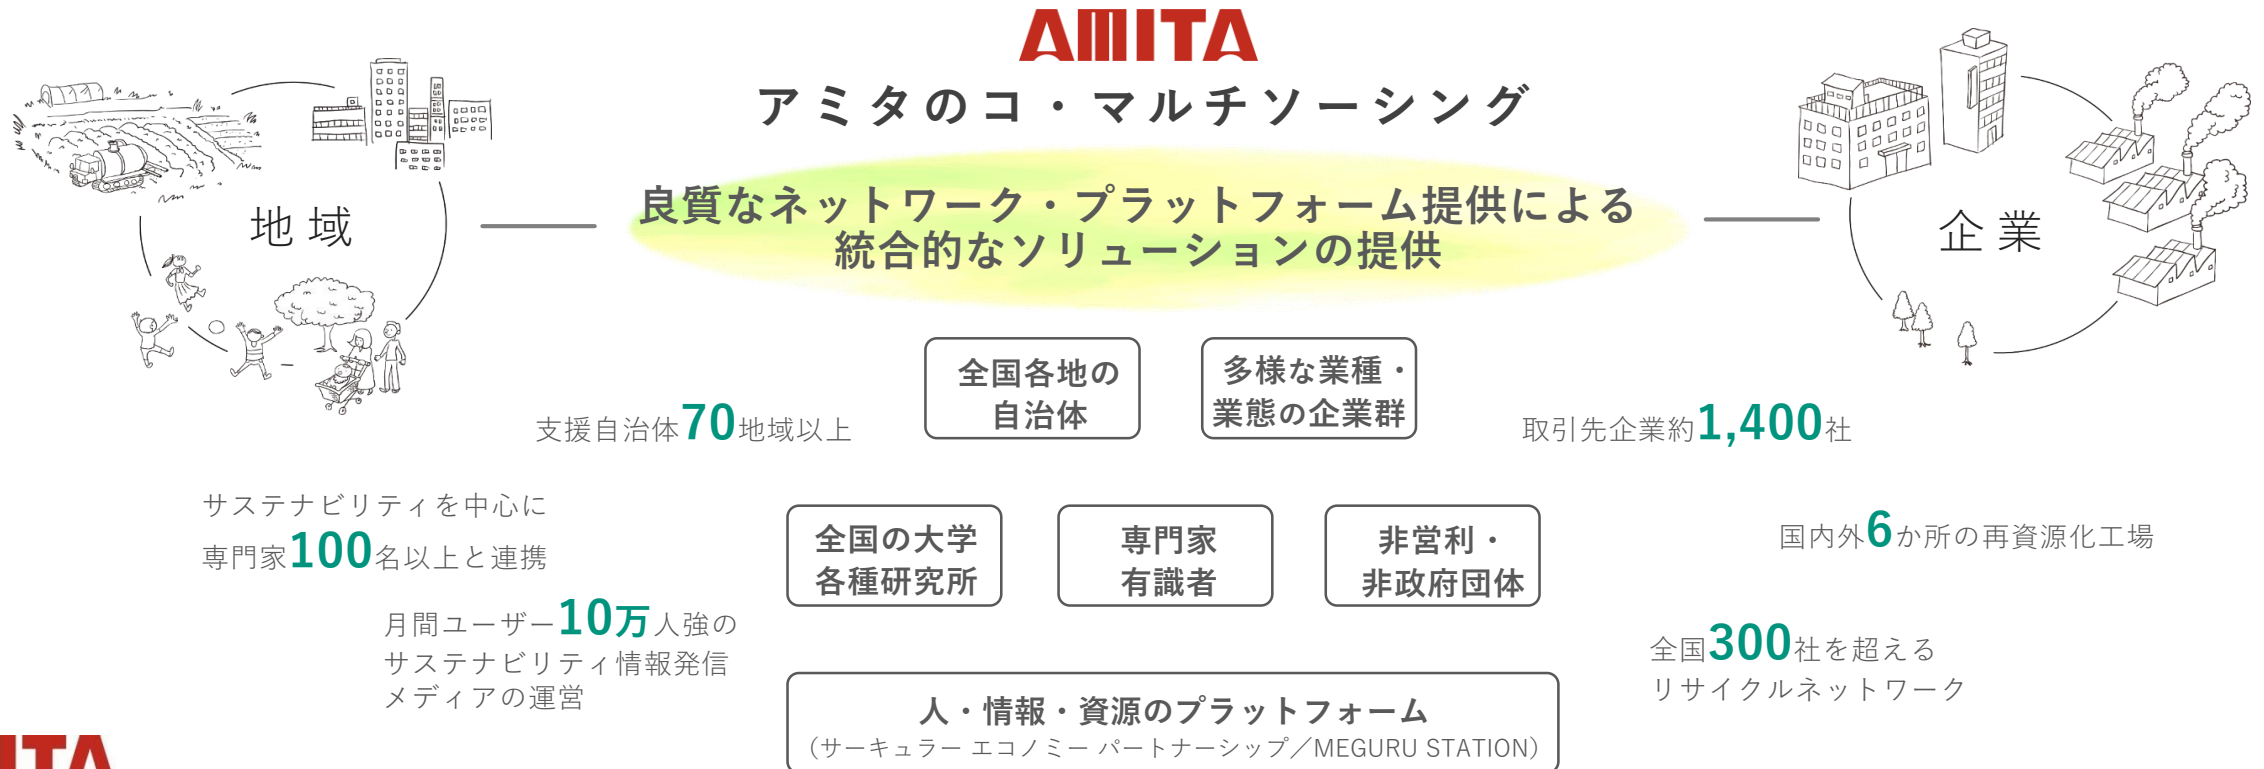 AMITA
アミタのコ・マルチソーシング
良質なネットワーク・プラットフォーム提供による
統合的なソリューションの提供
地域
企業
全国各地の
自治体
多様な業種・
業態の企業群
支援自治体70地域以上
取引先企業約1,400社
サステナビリティを中心に
専門家100名以上と連携
全国の大学
各種研究所
専門家
有識者
非営利・
非政府団体
国内外6か所の再資源化工場
月間ユーザー10万人強の
サステナビリティ情報発信
メディアの運営
全国300社を超える
リサイクルネットワーク
人・情報・資源のプラットフォーム
（サーキュラー エコノミー パートナーシップ／MEGURU STATION）
ITA